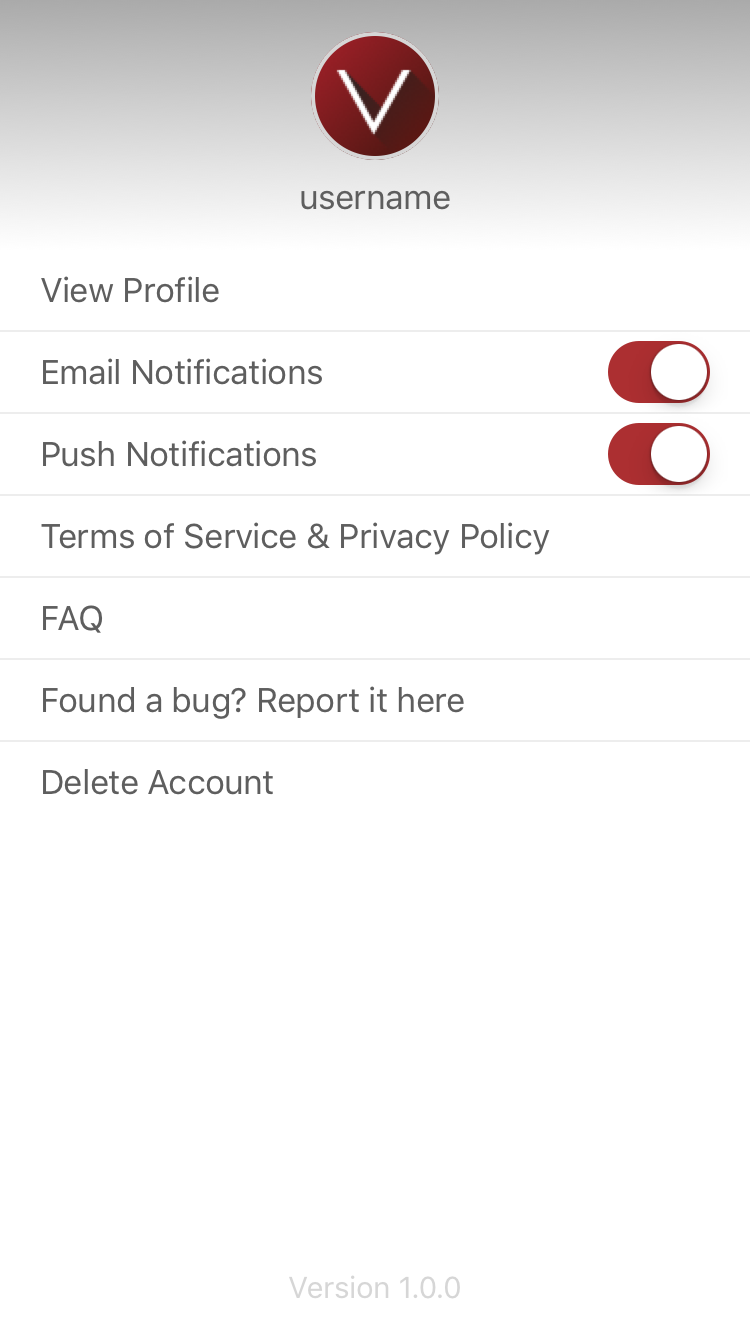 V
username
View Profile
Email Notifications
Push Notifications
Terms of Service & Privacy Policy
FAQ
Found a bug? Report it here
Delete Account
Version 1.0.0